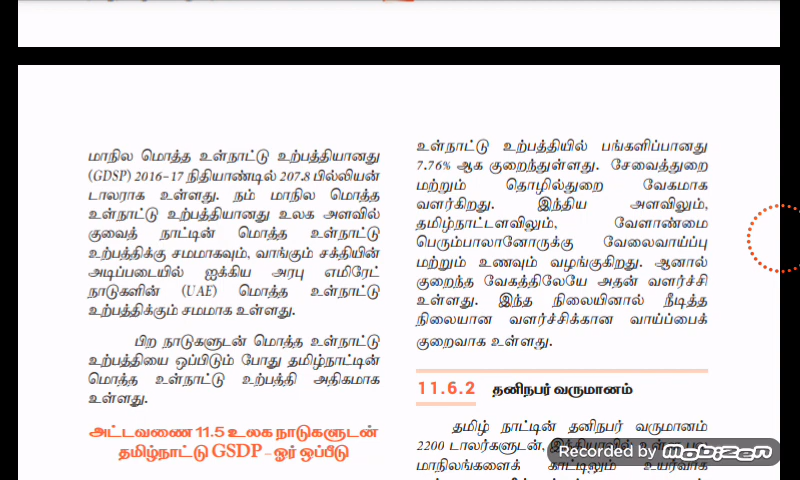 மாநில மொத்த உள்நாட்டு உற்பத்தியானது
(GDSP) 2016-17 நிதியாண்டில் 207.8 பில்லியன்
டாலராக உள்ளது. நம் மாநில மொத்த
உள்நாட்டு உற்பத்தியானது உலக அளவில்
குவைத் நாட்டின் மொத்த உள்நாட்டு
உற்பத்திக்கு சமமாகவும், வாங்கும் சக்தியின்
அடிப்படையில் ஐக்கிய அரபு எமிரேட்
நாடுகளின் (UAE) மொத்த உள்நாட்டு
உற்பத்திக்கும் சமமாக உள்ளது.
பிற நாடுகளுடன் மொத்த உள்நாட்டு
உற்பத்தியை ஒப்பிடும் போது தமிழ்நாட்டின்
மொத்த உள்நாட்டு உற்பத்தி அதிகமாக
உள்ளது.
அட்டவணை 11.5 உலக நாடுகளுடன்
தமிழ்நாட்டு GSDP – ஓர் ஒப்பீடு
உள்நாட்டு உற்பத்தியில் பங்களிப்பானது
7.76% ஆக குறைந்துள்ளது. சேவைத்துறை
மற்றும் தொழில்துறை வேகமாக
வளர்கிறது. இந்திய அளவிலும்,
தமிழ்நாட்டளவிலும், வேளாண்மை
பெரும்பாலானோருக்கு வேலைவாய்ப்பு
மற்றும் உணவும் வழங்குகிறது. ஆனால்
குறைந்த வேகத்திலேயே அதன் வளர்ச்சி
உள்ளது. இந்த நிலையினால் நீடித்த
நிலையான வளர்ச்சிக்கான வாய்ப்பைக்
குறைவாக உள்ளது.
11.6.2 தனிநபர் வருமானம்
தமிழ் நாட்டின் தனிநபர் வருமானம்
2200 டாலர்களுடன், இந்தியாவில் உள்ள பல
மாநிலங்களைக் காட்டிலும் உயர்வாக
Recorded by mobizen